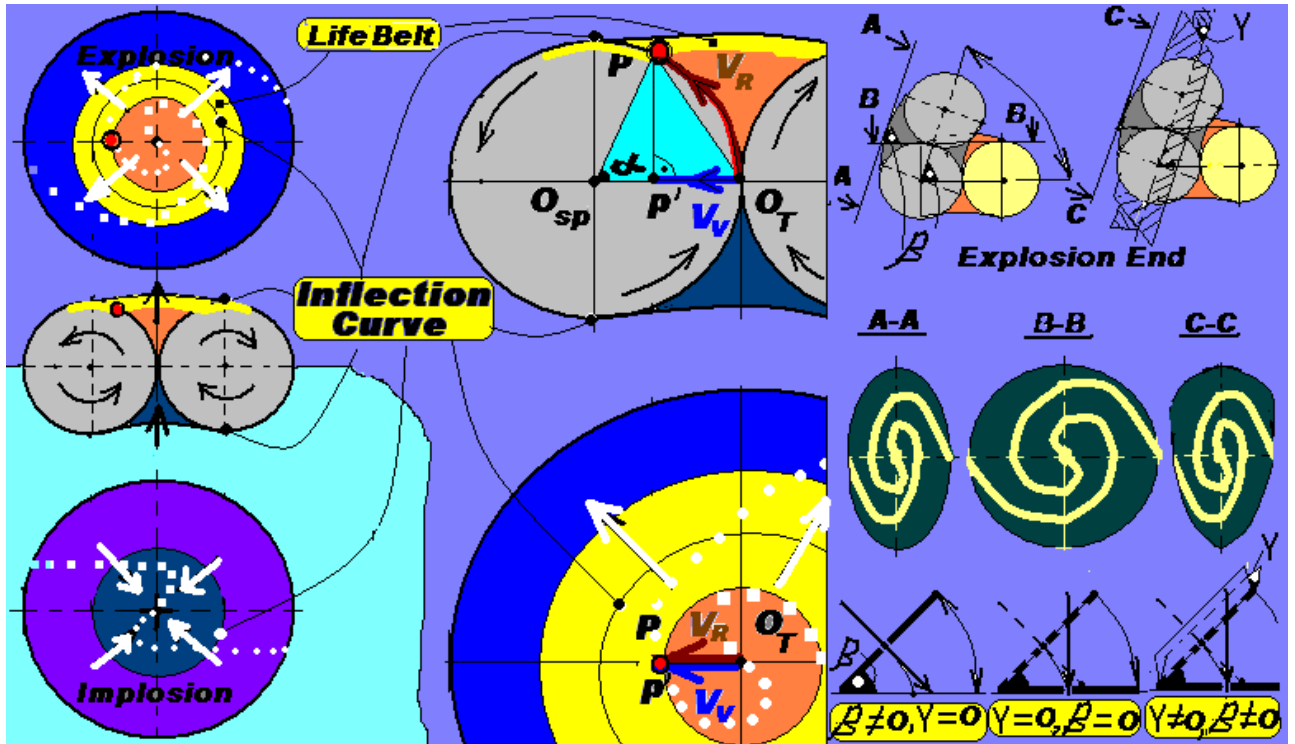 Explosion
Life Belt
Inflection
Curve
Implosion
P
V_R
α
O_sp
P'
V_V
O_T
P
V_R
O_T
P
V_V
A
B
B
A
C
β
C
Y
Explosion End
A-A
B-B
C-C
β
Y
β≠0, Y=0
Y=0, β=0
Y≠0, β≠0